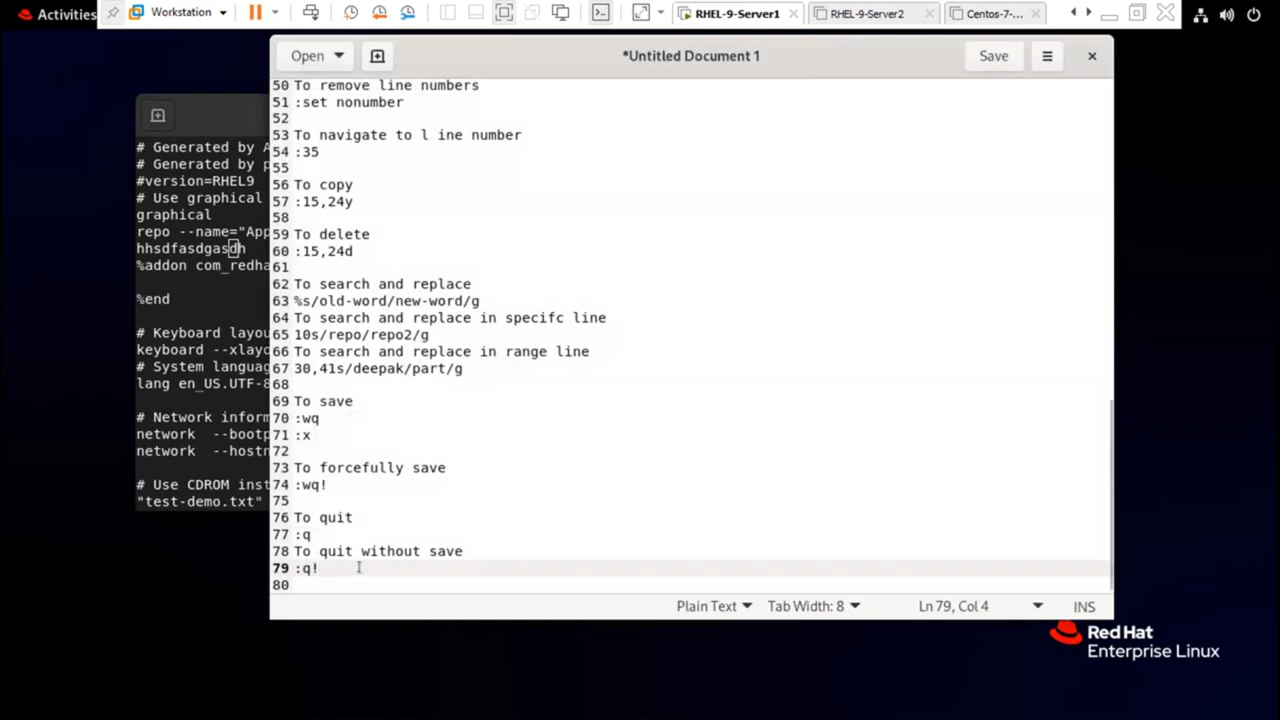 Activities
Workstation
RHEL-9-Server1
RHEL-9-Server2
Centos-7-...
Open
*Untitled Document 1
Save
# Generated by A
# Generated by p
#version=RHEL9
# Use graphical
graphical
repo --name="App
hhsdfasdgasdh
%addon com_redha
%end
# Keyboard layou
keyboard --xlayo
# System languag
lang en_US.UTF-8
# Network inform
network  --bootp
network  --hostn
# Use CDROM inst
"test-demo.txt"
50 To remove line numbers
51 :set nonumber
52
53 To navigate to l ine number
54 :35
55
56 To copy
57 :15,24y
58
59 To delete
60 :15,24d
61
62 To search and replace
63 %s/old-word/new-word/g
64 To search and replace in specifc line
65 10s/repo/repo2/g
66 To search and replace in range line
67 30,41s/deepak/part/g
68
69 To save
70 :wq
71 :x
72
73 To forcefully save
74 :wq!
75
76 To quit
77 :q
78 To quit without save
79 :q!
80
Plain Text
Tab Width: 8
Ln 79, Col 4
INS
Red Hat
Enterprise Linux